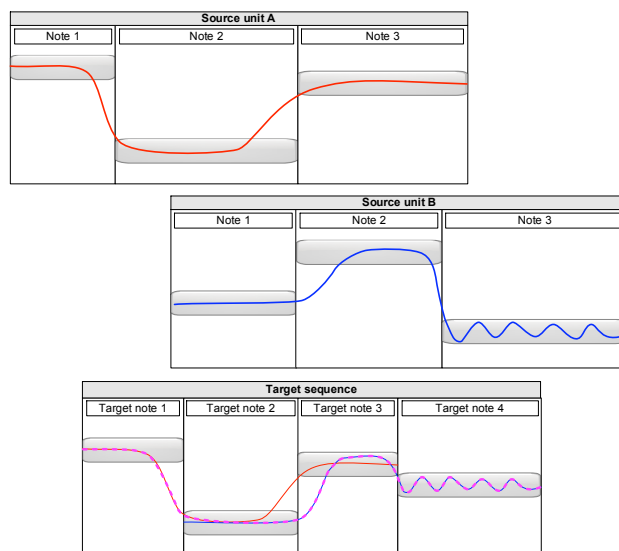 Source unit A
Note 1 Note 2 Note 3
Source unit B
Note 1 Note 2 Note 3
Target sequence
Target note 1 Target note 2 Target note 3 Target note 4